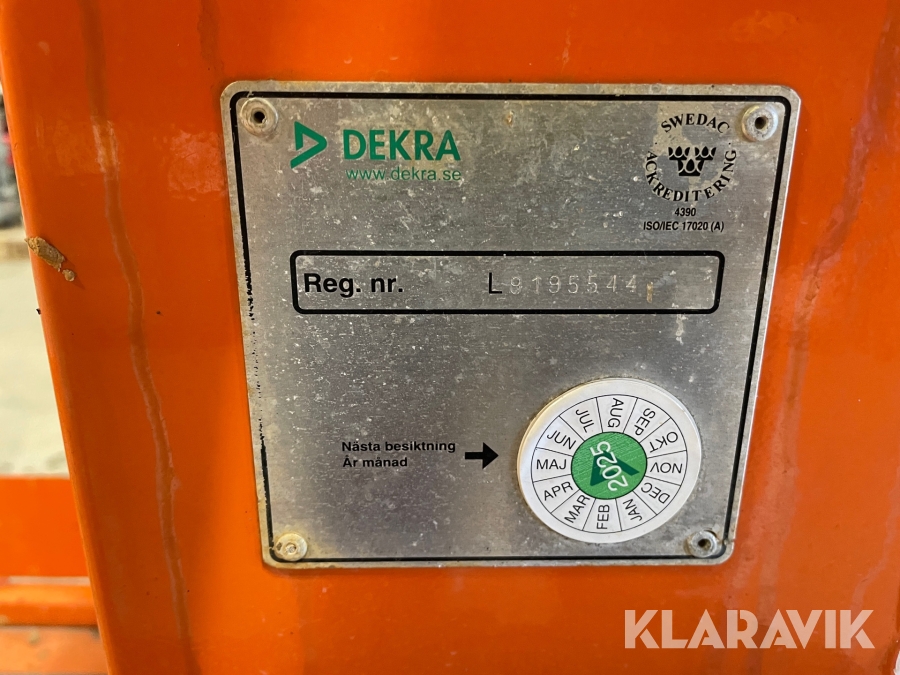 DEKRA
www.dekra.se
SWEDAC
ACKREDITERING
4390
ISO/IEC 17020 (A)
Reg. nr. L9195544
Nästa besiktning
År månad
JAN
FEB
MAR
APR
MAJ
JUN
JUL
AUG
SEP
OKT
NOV
DEC
2025
KLARAVIK